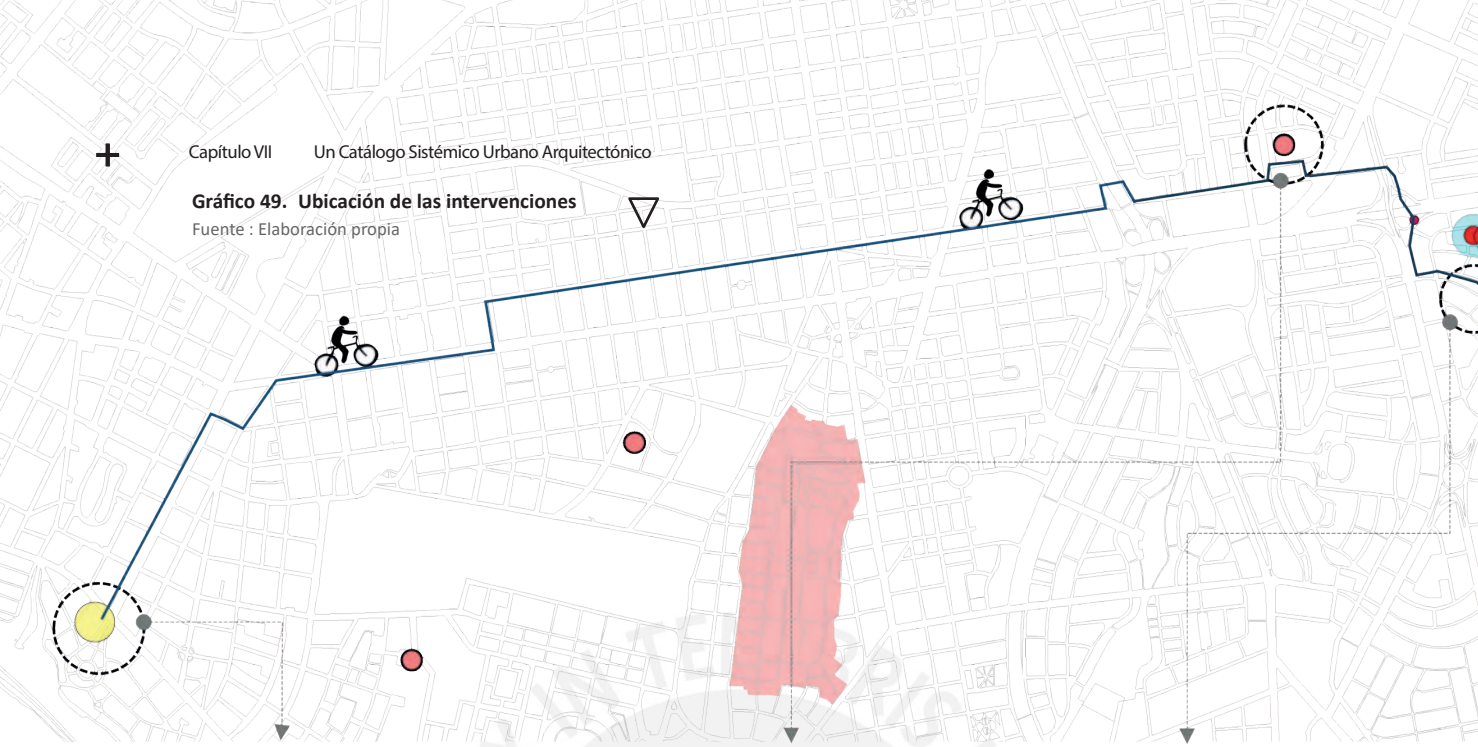 Capítulo VII Un Catálogo Sistémico Urbano Arquitectónico
Gráfico 49. Ubicación de las intervenciones
Fuente : Elaboración propia